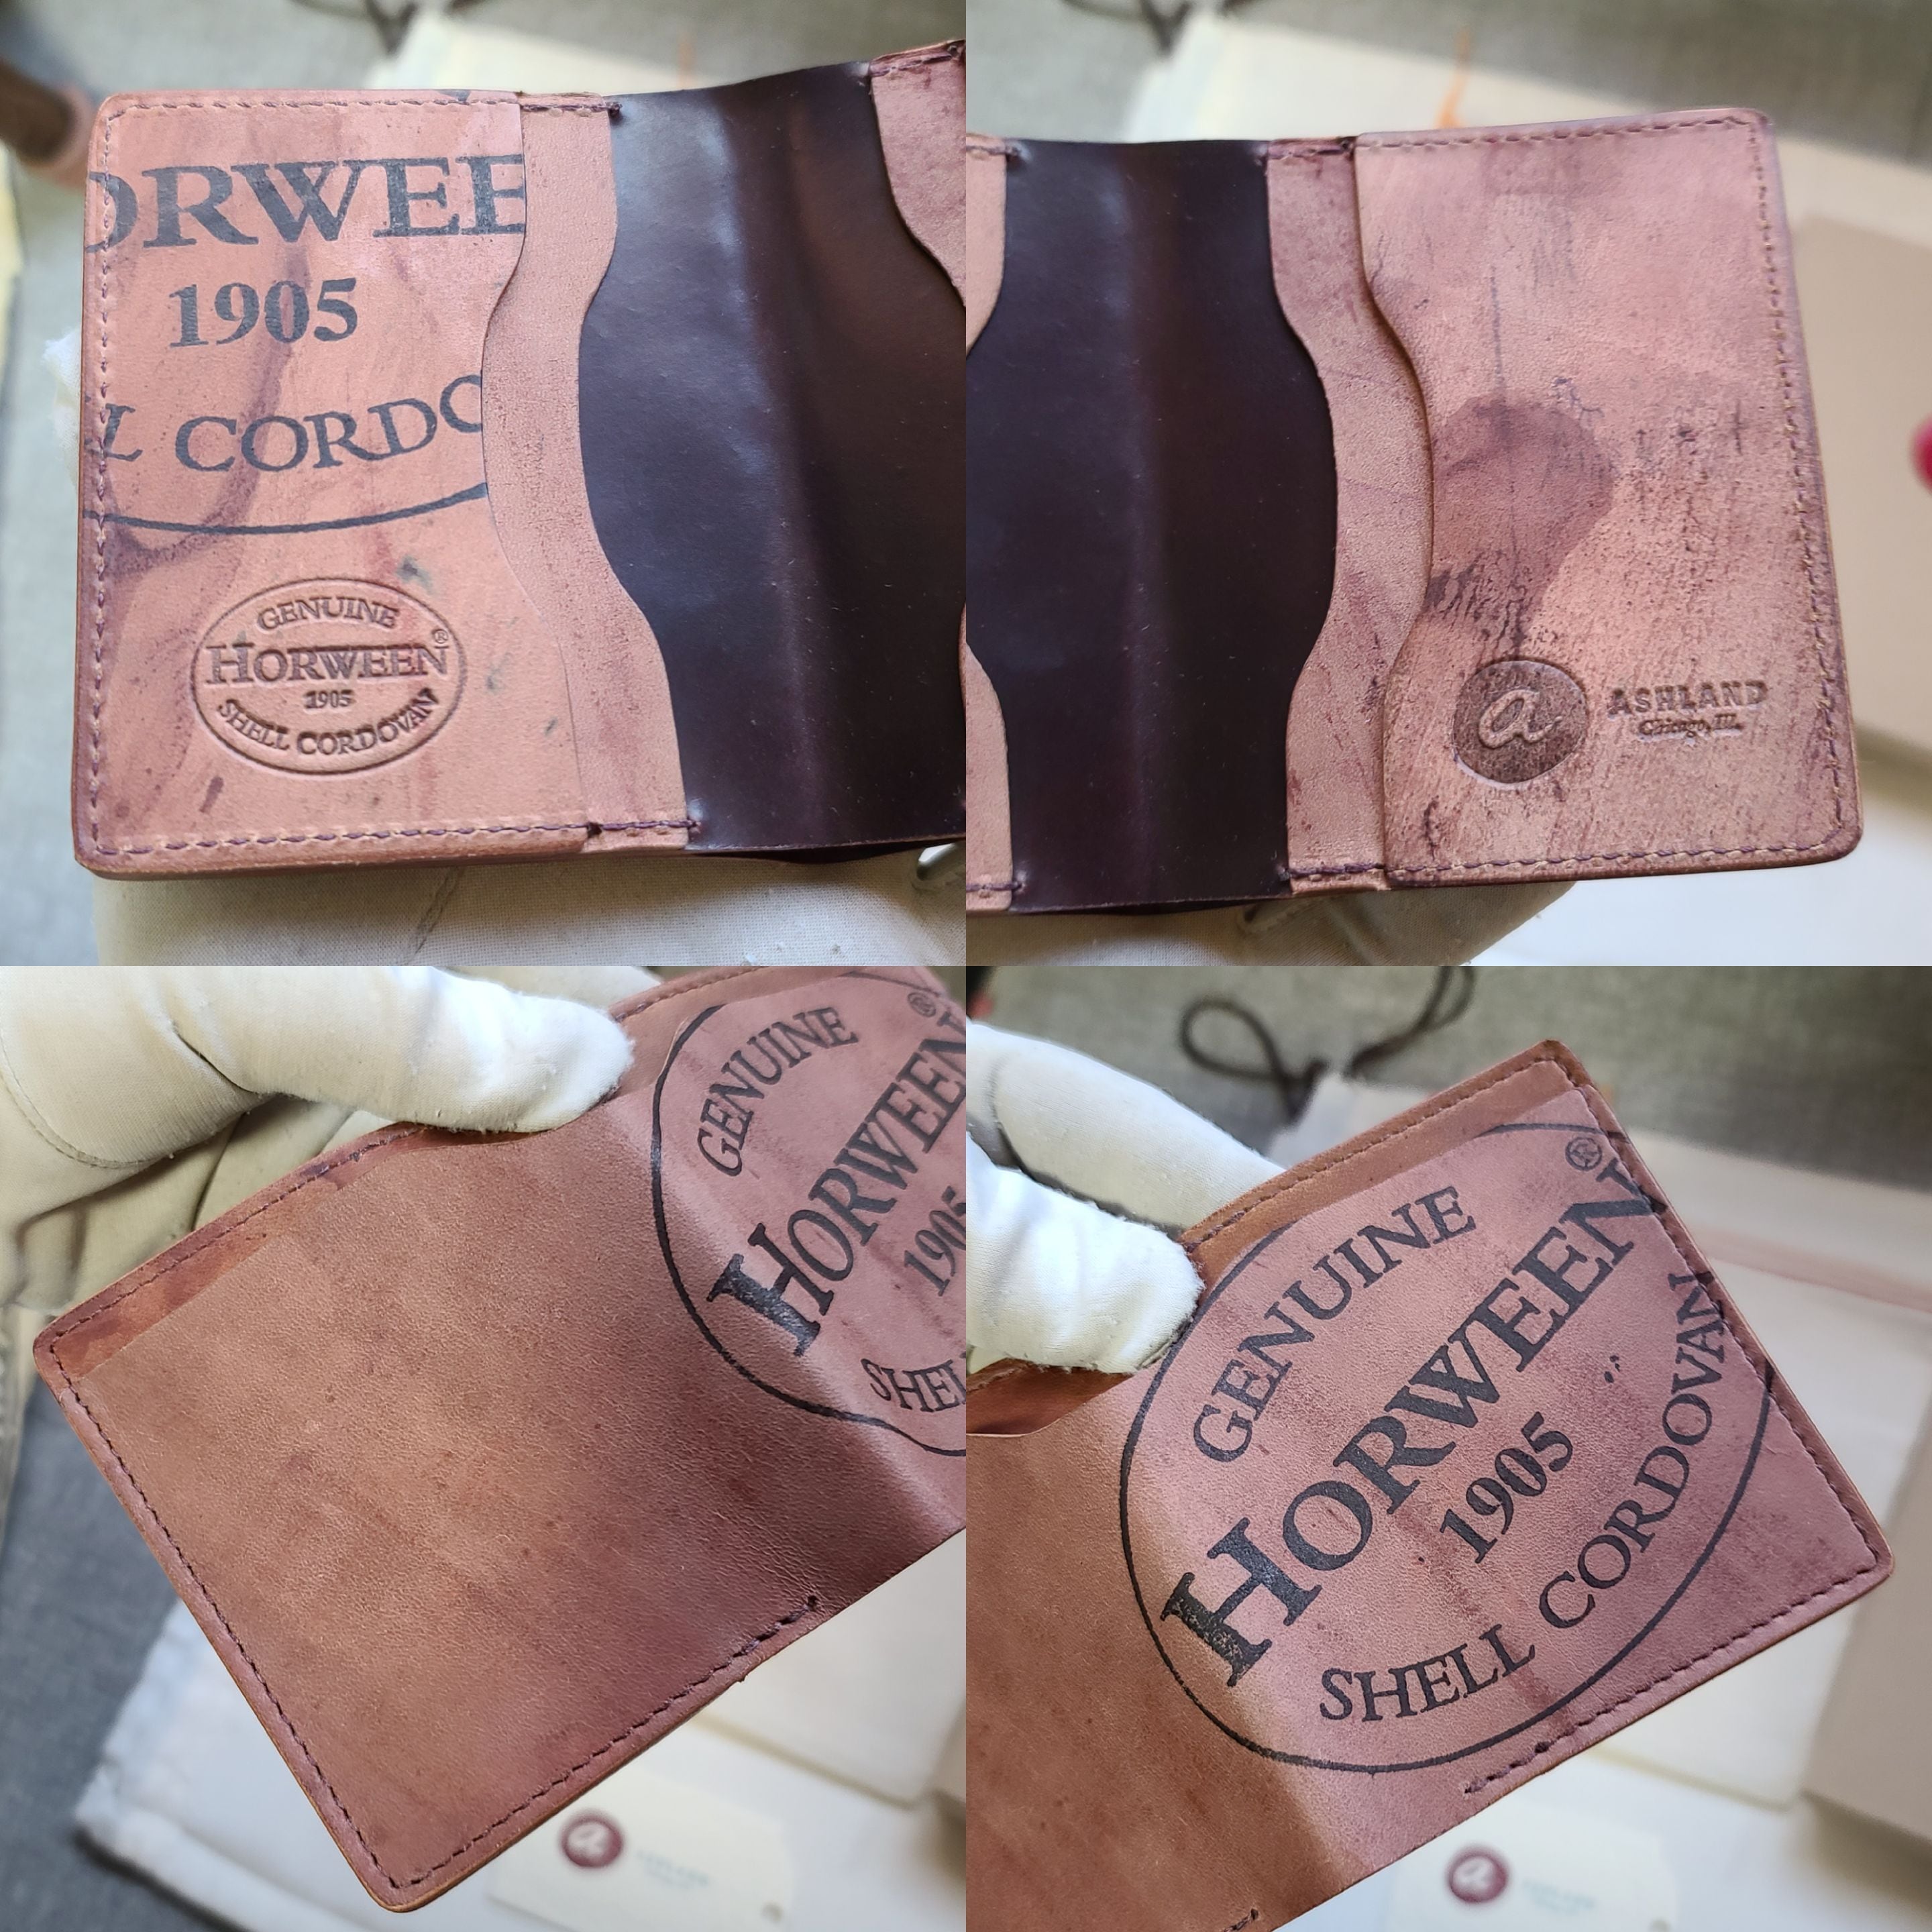 ORWEE
1905
L CORDO
GENUINE
HORWEEN®
1905
SHELL CORDOVAN
a ASHLAND
Chicago, Ill.
GENUINE ®
HORWEEN
1905
SHEL
a
GENUINE ®
HORWEEN
1905
SHELL CORDOVAN
a